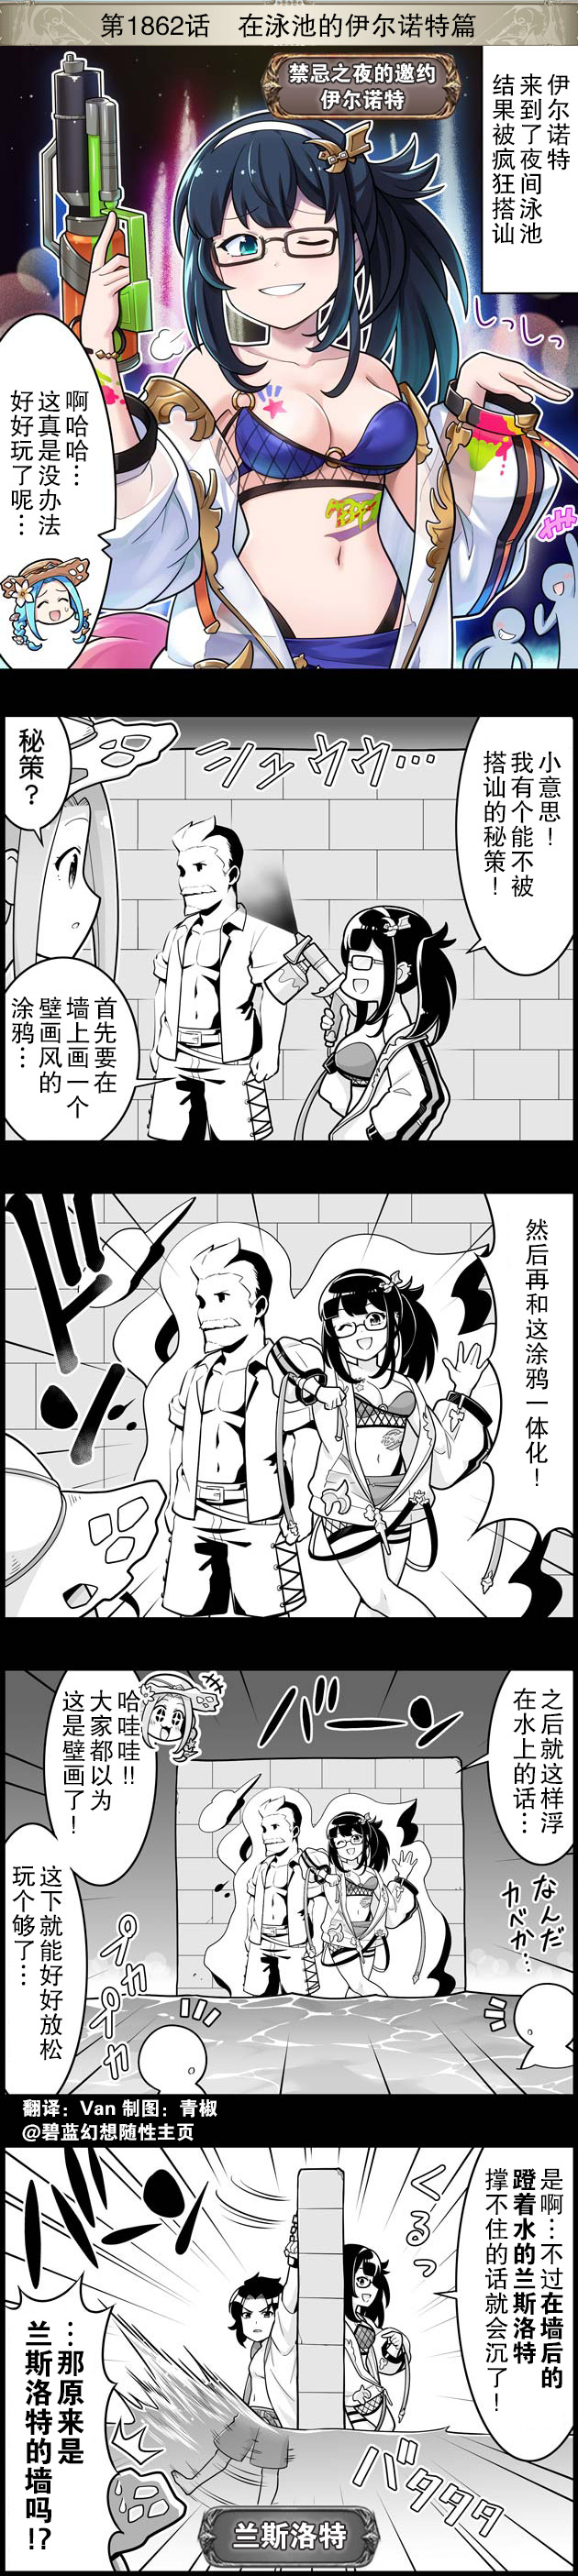 第1862话　在泳池的伊尔诺特篇
禁忌之夜的邀约
伊尔诺特
伊尔诺特
来到了夜间泳池
结果被疯狂搭讪
しっしっ
啊哈哈…
这真是没办法
好好玩了呢…
小意思！
我有个能不被
搭讪的秘策！
シュウウ…
秘策？
首先要在
墙上画一个
壁画风的
涂鸦…
然后再和这涂鸦一体化！
ドン
之后就这样浮
在水上的话…
バーン
哈哇哇!!
大家都以为
这是壁画了！
なんだ
カベか…
这下就能好好放松
玩个够了…
プカプカ
翻译：Van 制图：青椒
@碧蓝幻想随性主页
是啊…不过在墙后的
蹬着水的兰斯洛特
撑不住的话就会沉了！
くるっ
…那原来是
兰斯洛特的墙吗!?
バタタタ
兰斯洛特